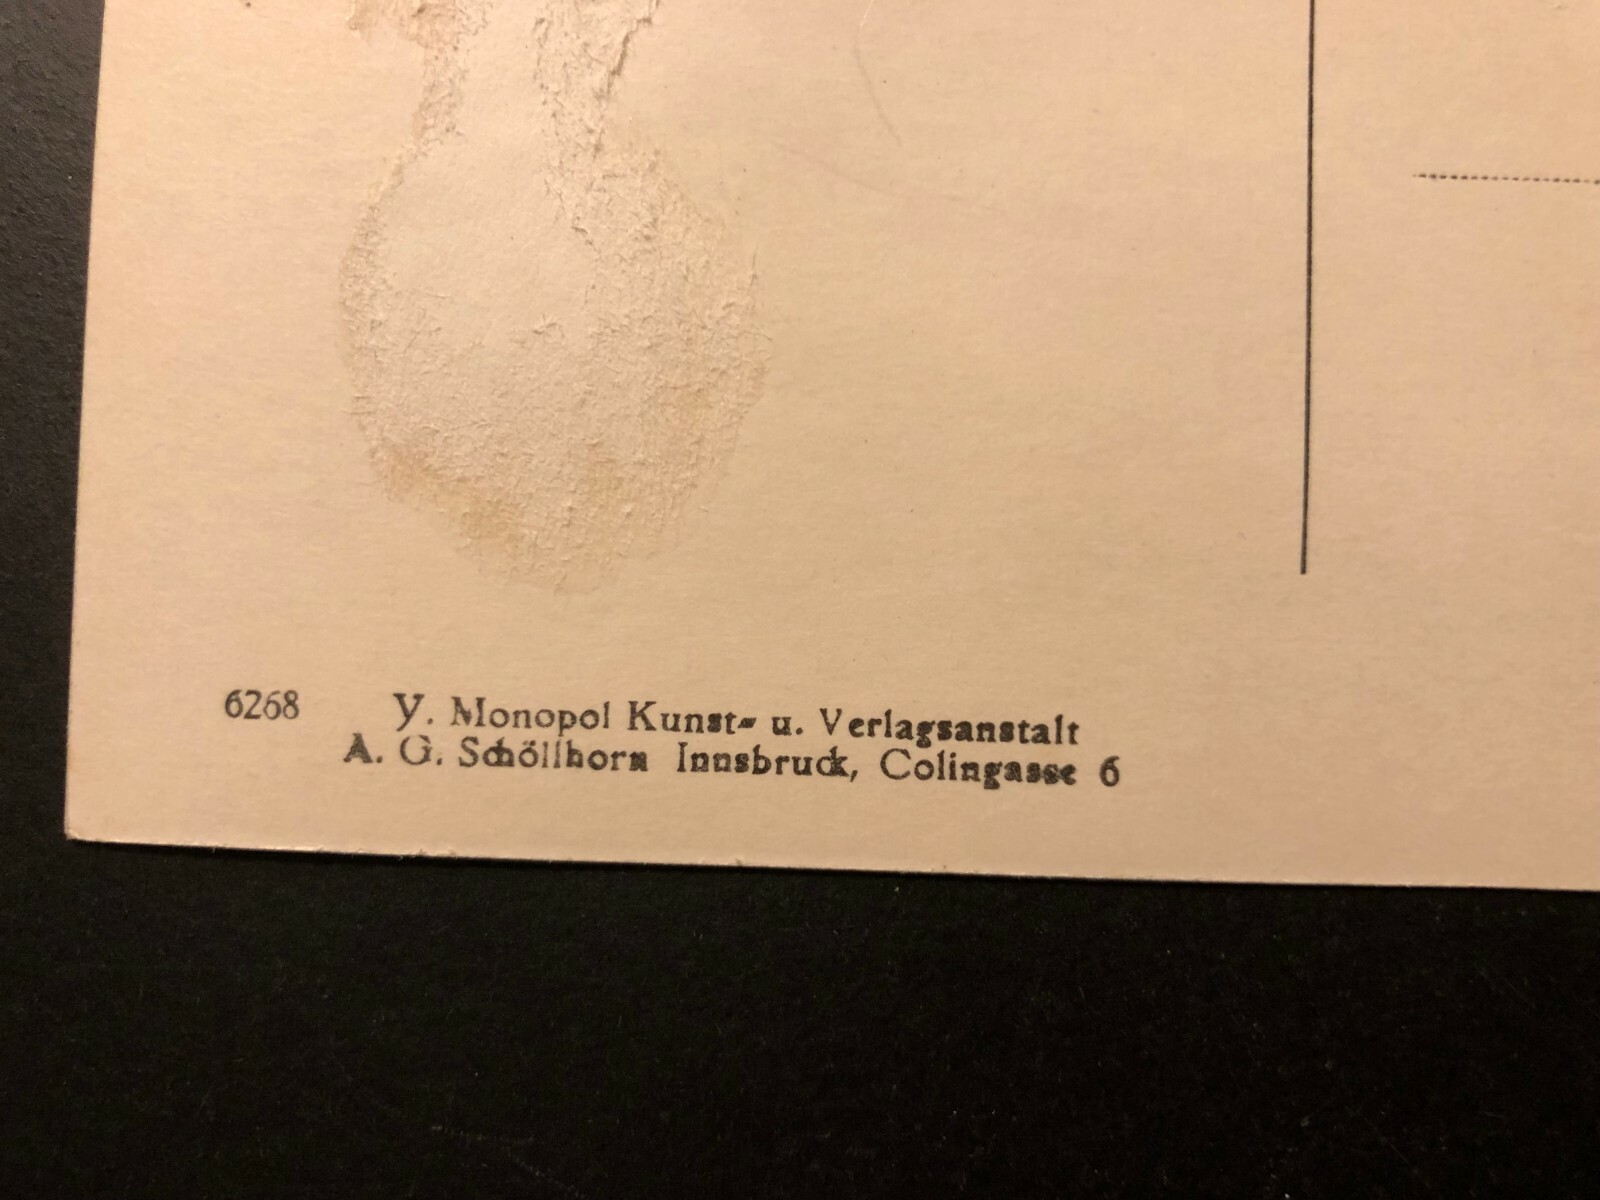 6268 V. Monopol Kunst- u. Verlagsanstalt
A. G. Schöllhorn Innsbruck, Colingasse 6